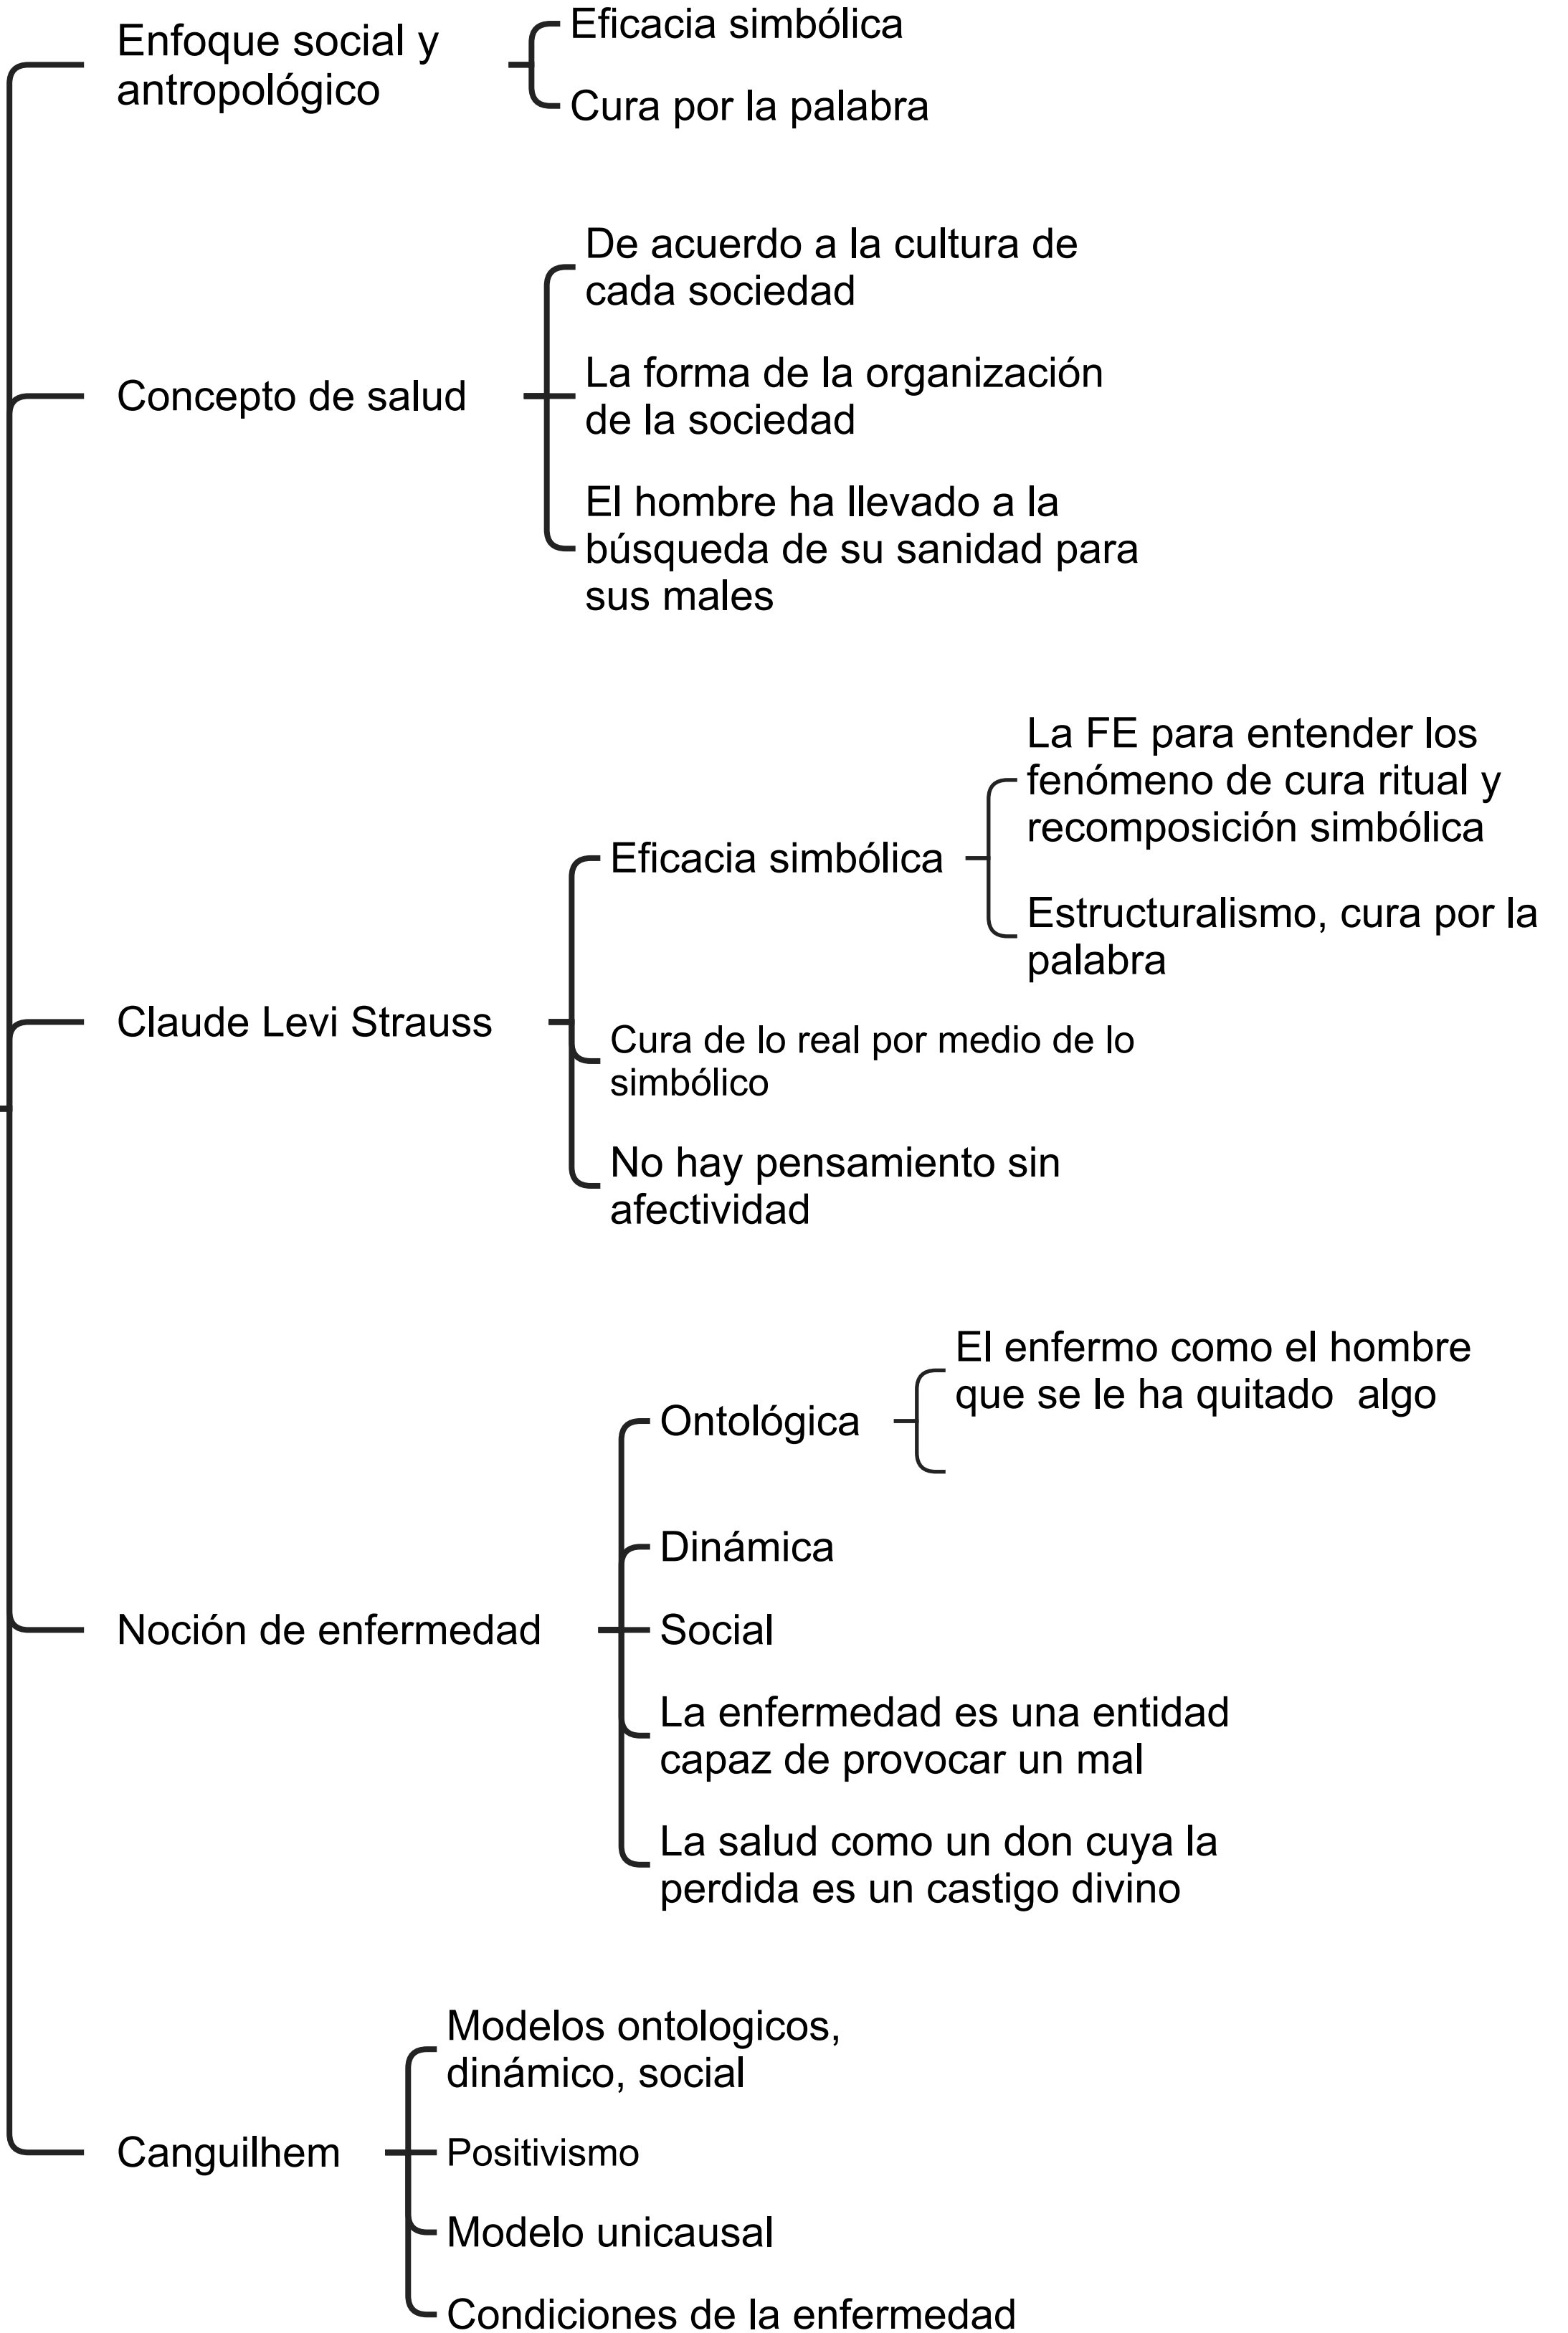 Enfoque social y
antropológico
Eficacia simbólica
Cura por la palabra
Concepto de salud
De acuerdo a la cultura de
cada sociedad
La forma de la organización
de la sociedad
El hombre ha llevado a la
búsqueda de su sanidad para
sus males
Claude Levi Strauss
Eficacia simbólica
La FE para entender los
fenómeno de cura ritual y
recomposición simbólica
Estructuralismo, cura por la
palabra
Cura de lo real por medio de lo
simbólico
No hay pensamiento sin
afectividad
Noción de enfermedad
Ontológica
El enfermo como el hombre
que se le ha quitado  algo
Dinámica
Social
La enfermedad es una entidad
capaz de provocar un mal
La salud como un don cuya la
perdida es un castigo divino
Canguilhem
Modelos ontologicos,
dinámico, social
Positivismo
Modelo unicausal
Condiciones de la enfermedad